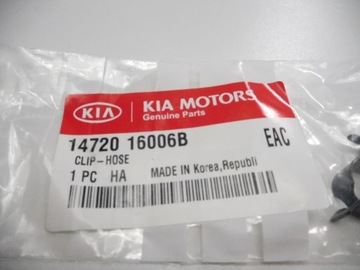 KIA
KIA MOTORS
Genuine Parts
14720 16006B
EAC
CLIP-HOSE
1 PC HA
MADE IN Korea,Republi